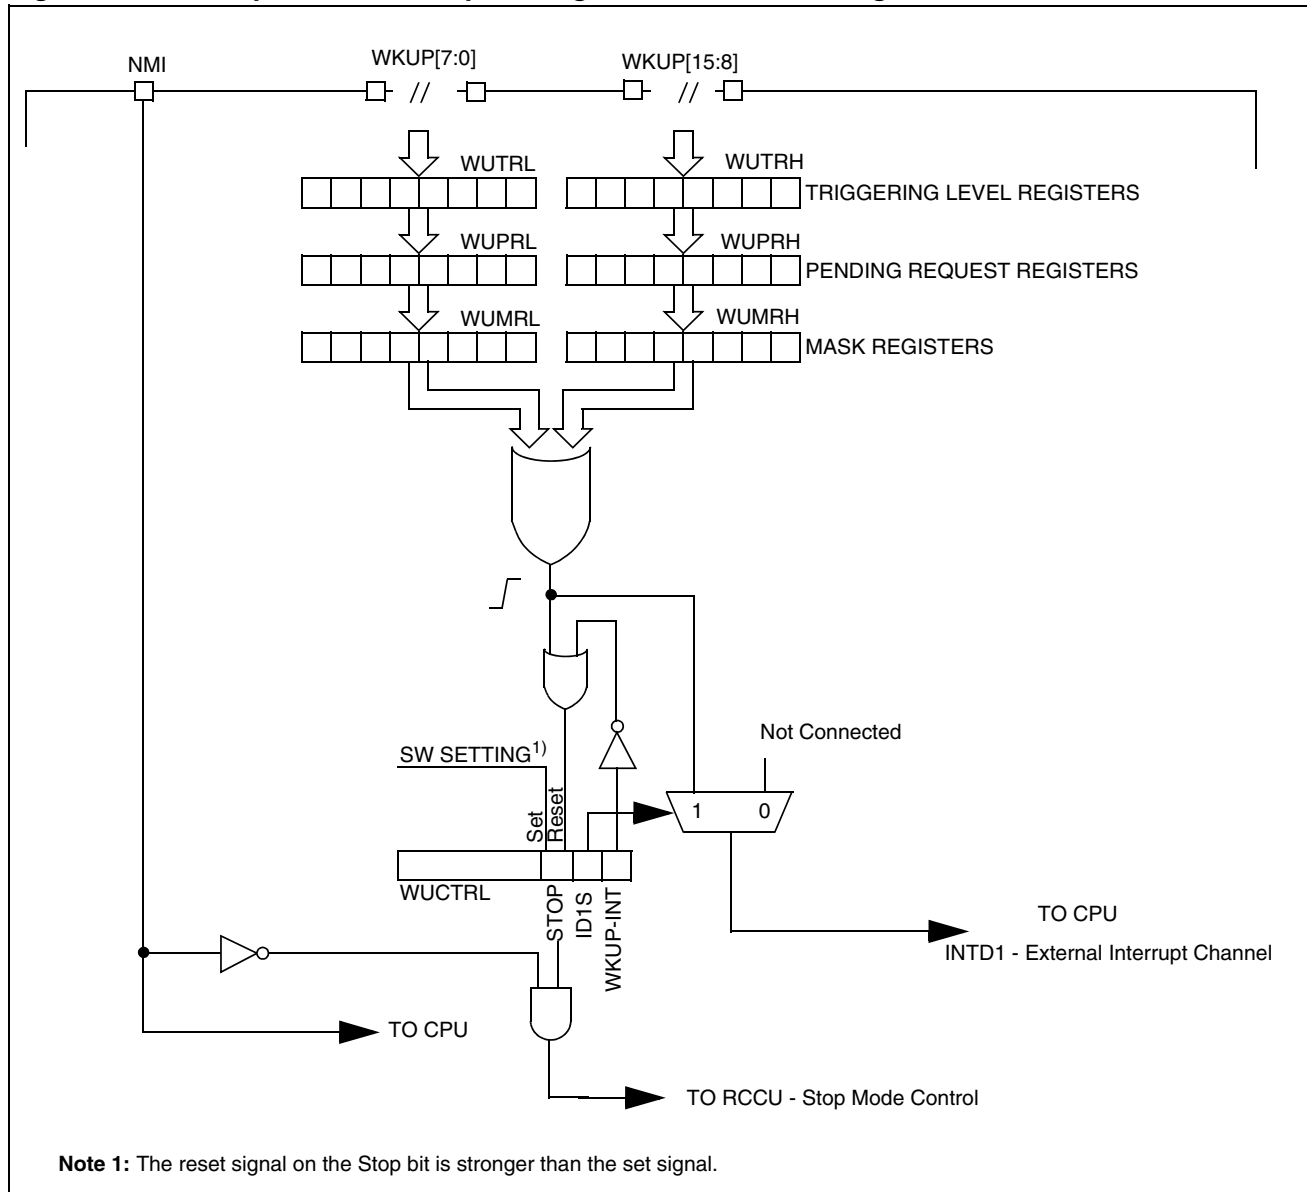 NMI
WKUP[7:0]
WKUP[15:8]
WUTRL
WUTRH
TRIGGERING LEVEL REGISTERS
WUPRL
WUPRH
PENDING REQUEST REGISTERS
WUMRL
WUMRH
MASK REGISTERS
Not Connected
SW SETTING1)
Set
Reset
1
0
WUCTRL
STOP
ID1S
WKUP-INT
TO CPU
INTD1 - External Interrupt Channel
TO CPU
TO RCCU - Stop Mode Control
Note 1: The reset signal on the Stop bit is stronger than the set signal.